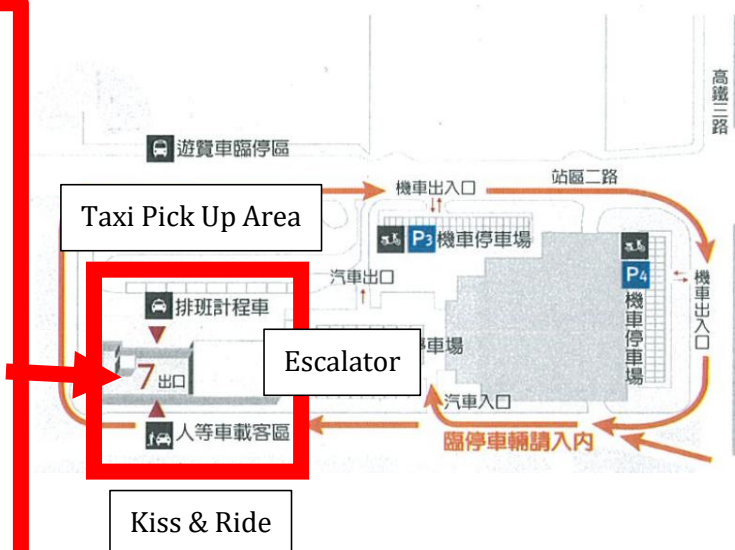 高鐵三路
遊覽車臨停區
站區二路
機車出入口
Taxi Pick Up Area
P3 機車停車場
P4
機車停車場
機車出入口
汽車出口
排班計程車
Escalator
車場
7 出口
汽車入口
人等車載客區
臨停車輛請入內
Kiss & Ride